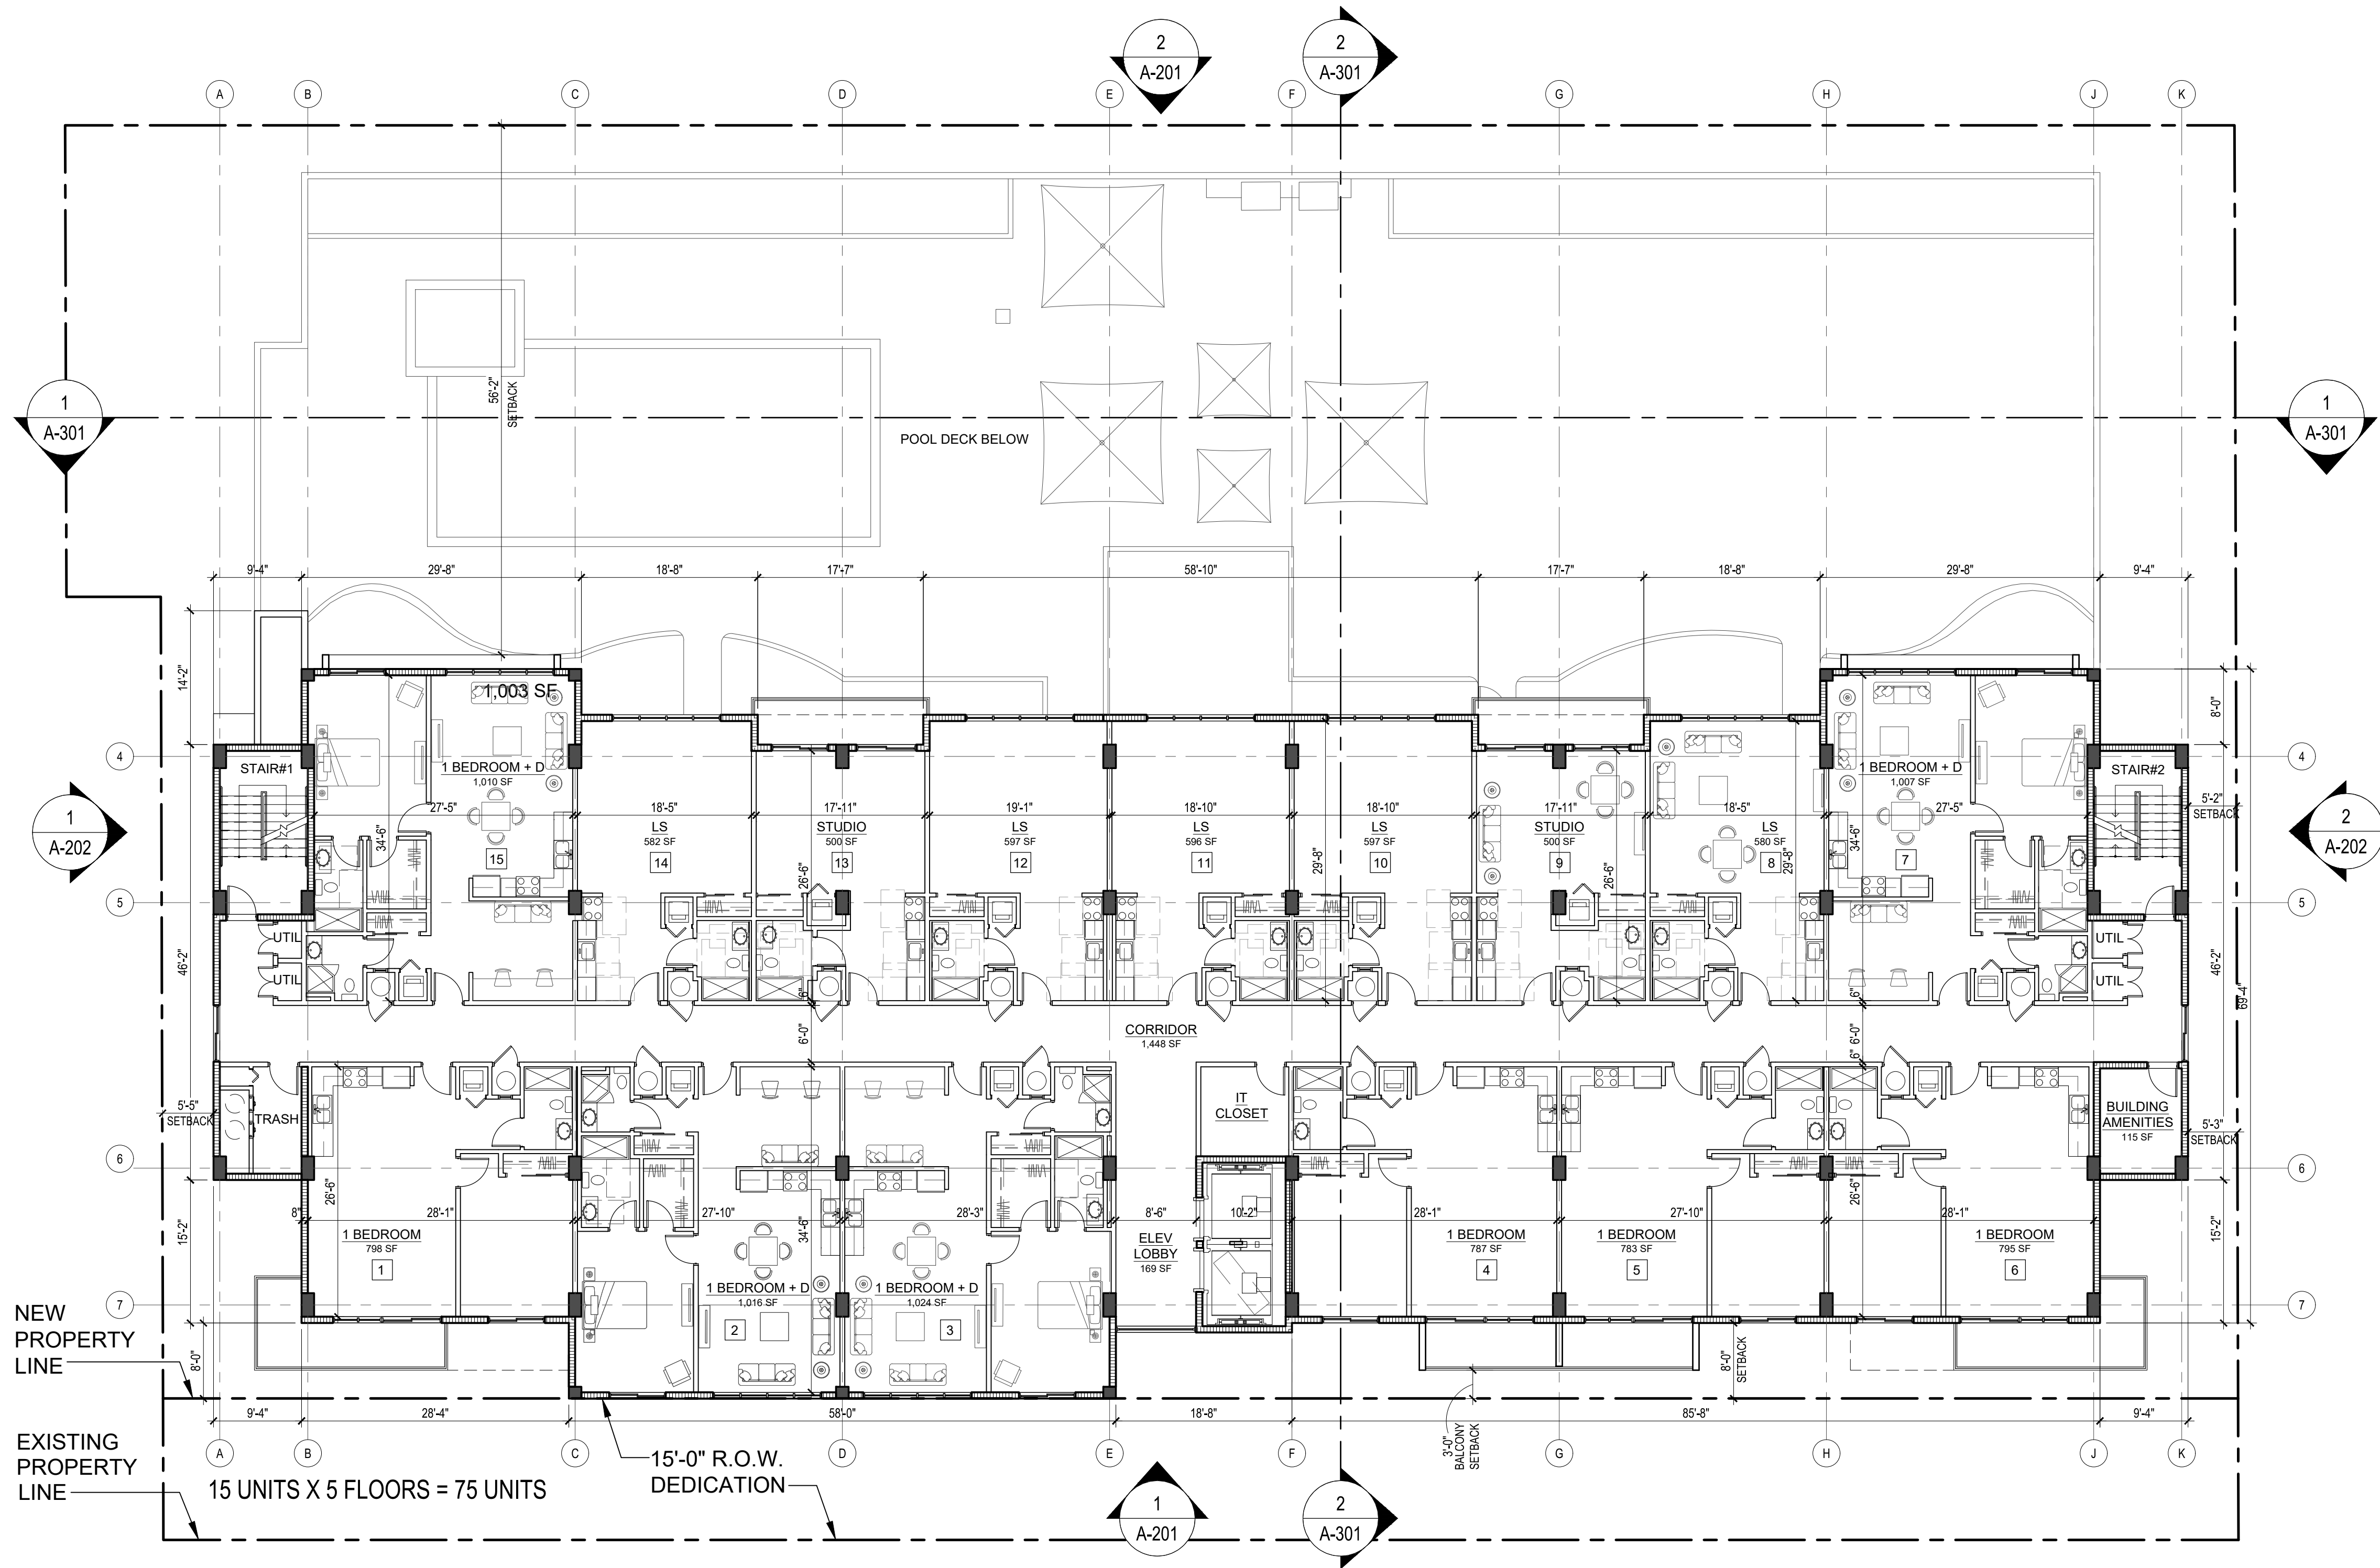 2
A-201
2
A-301
A
B
C
D
E
F
G
H
J
K
56'-2"
SETBACK
1
A-301
1
A-301
POOL DECK BELOW
9'-4"
29'-8"
18'-8"
17'-7"
58'-10"
17'-7"
18'-8"
29'-8"
9'-4"
14'-2"
8'-0"
1,003 SF
4
4
STAIR#1
1 BEDROOM + D
1,010 SF
1 BEDROOM + D
1,007 SF
STAIR#2
5'-2"
SETBACK
1
A-202
2
A-202
27'-5"
18'-5"
17'-11"
19'-1"
18'-10"
18'-10"
17'-11"
18'-5"
27'-5"
LS
582 SF
14
STUDIO
500 SF
13
LS
597 SF
12
LS
596 SF
11
LS
597 SF
10
STUDIO
500 SF
9
LS
580 SF
8
15
7
34'-6"
26'-6"
29'-8"
26'-6"
29'-8"
34'-6"
5
5
UTIL
UTIL
UTIL
UTIL
46'-2"
46'-2"
69'-4"
6"
6"
CORRIDOR
1,448 SF
6'-0"
6'-0"
6"
5'-5"
SETBACK
TRASH
IT
CLOSET
BUILDING
AMENITIES
115 SF
5'-3"
SETBACK
6
6
26'-6"
34'-6"
26'-6"
8"
28'-1"
27'-10"
28'-3"
8'-6"
10'-2"
28'-1"
27'-10"
28'-1"
15'-2"
15'-2"
1 BEDROOM
798 SF
1
ELEV
LOBBY
169 SF
1 BEDROOM
787 SF
4
1 BEDROOM
783 SF
5
1 BEDROOM
795 SF
6
1 BEDROOM + D
1,016 SF
2
1 BEDROOM + D
1,024 SF
3
7
7
NEW
PROPERTY
LINE
8'-0"
8'-0"
SETBACK
9'-4"
28'-4"
58'-0"
18'-8"
85'-8"
9'-4"
3'-0"
BALCONY
SETBACK
A
B
C
D
E
F
G
H
J
K
EXISTING
PROPERTY
LINE
15 UNITS X 5 FLOORS = 75 UNITS
15'-0" R.O.W.
DEDICATION
1
A-201
2
A-301